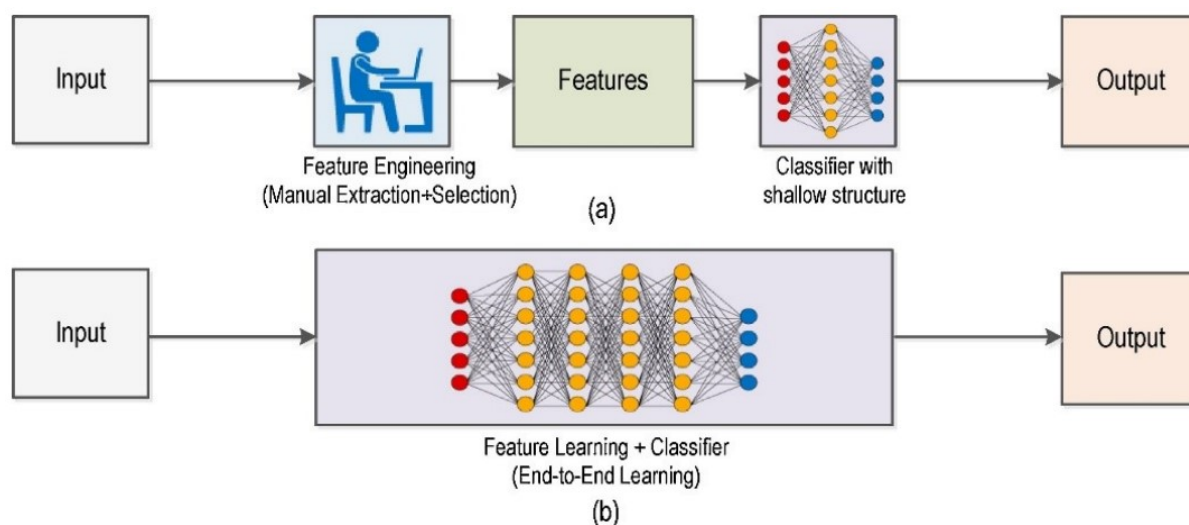 Input
Features
Output
Feature Engineering
(Manual Extraction+Selection)
Classifier with
shallow structure
(a)
Input
Output
Feature Learning + Classifier
(End-to-End Learning)
(b)